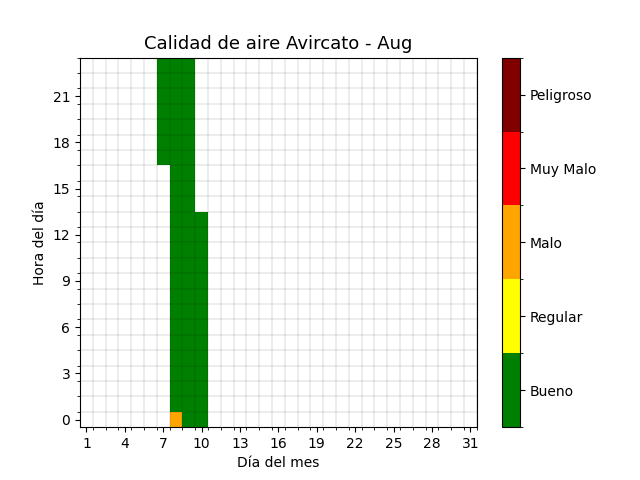 Calidad de aire Avircato - Aug
Hora del día
21
18
15
12
9
6
3
0
1 4 7 10 13 16 19 22 25 28 31
Día del mes
Peligroso
Muy Malo
Malo
Regular
Bueno